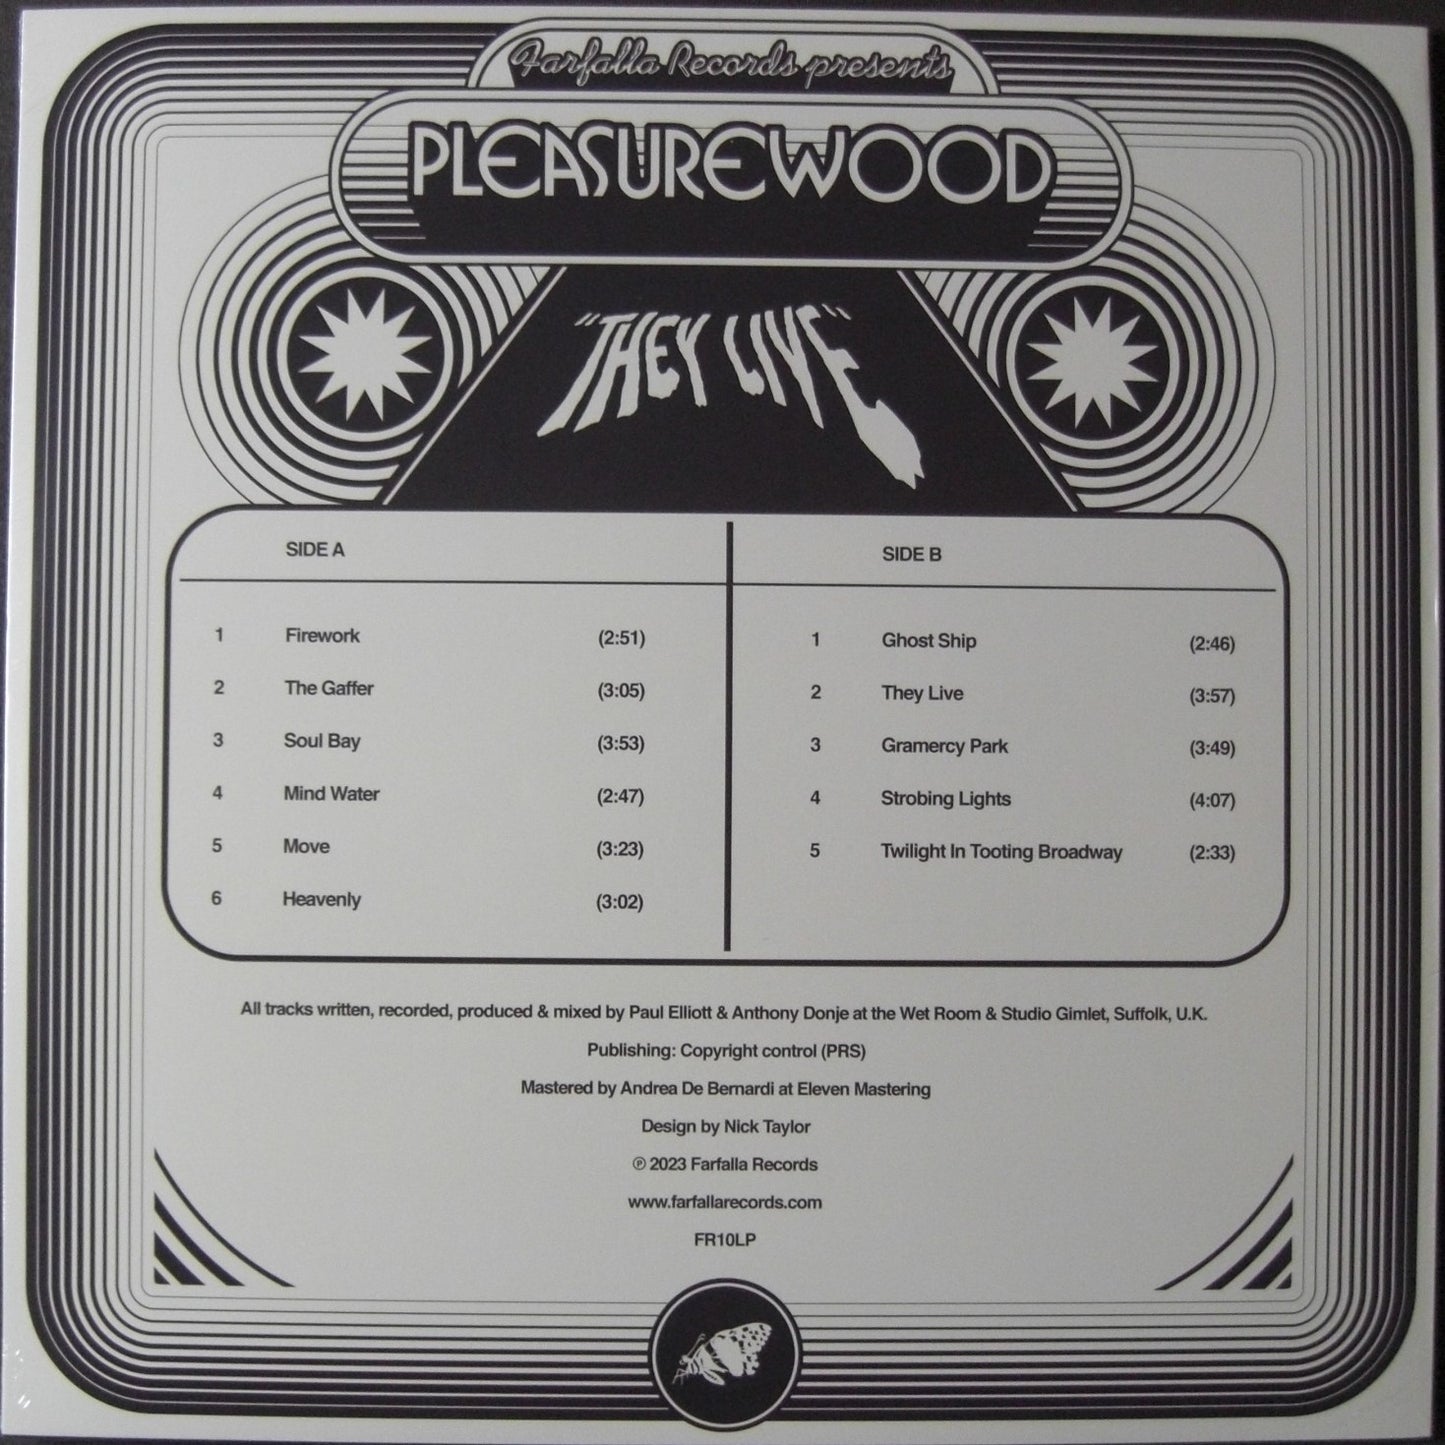 Farfalla Records presents
PLEASUREWOOD
"THEY LIVE"
SIDE A
1 Firework (2:51)
2 The Gaffer (3:05)
3 Soul Bay (3:53)
4 Mind Water (2:47)
5 Move (3:23)
6 Heavenly (3:02)
SIDE B
1 Ghost Ship (2:46)
2 They Live (3:57)
3 Gramercy Park (3:49)
4 Strobing Lights (4:07)
5 Twilight In Tooting Broadway (2:33)
All tracks written, recorded, produced & mixed by Paul Elliott & Anthony Donje at the Wet Room & Studio Gimlet, Suffolk, U.K.
Publishing: Copyright control (PRS)
Mastered by Andrea De Bernardi at Eleven Mastering
Design by Nick Taylor
℗ 2023 Farfalla Records
www.farfallarecords.com
FR10LP